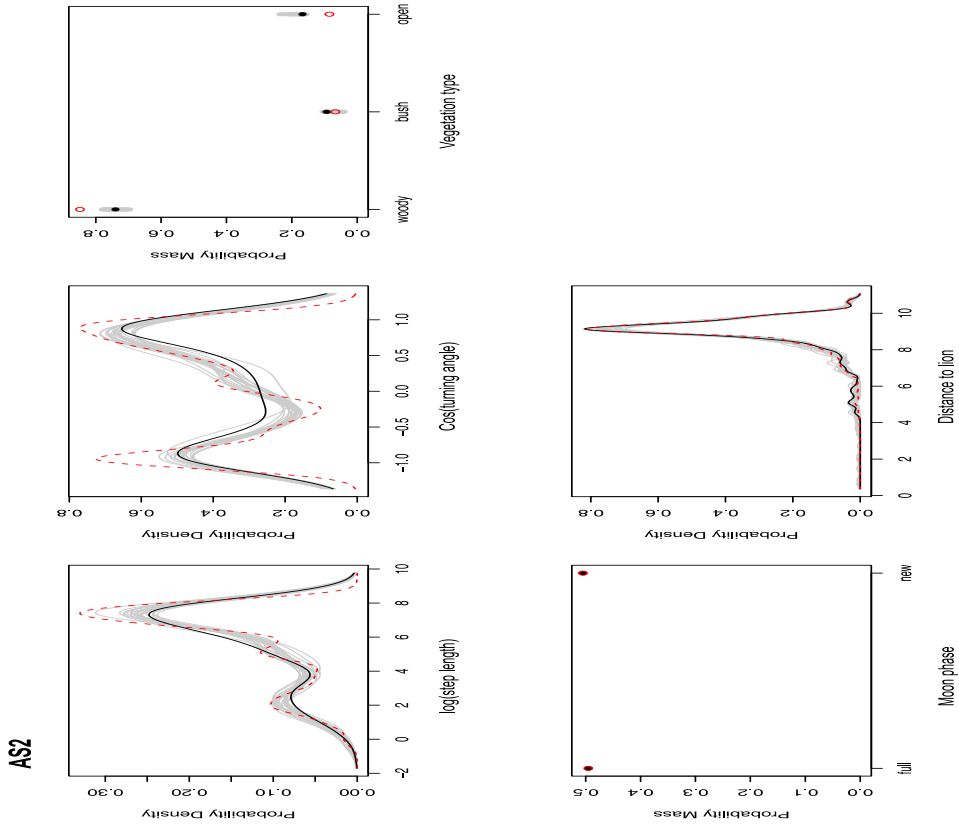 AS2
Probability Density
0.00 0.10 0.20 0.30
−2 0 2 4 6 8 10
log(step length)
Probability Density
0.0 0.2 0.4 0.6 0.8
−1.0 −0.5 0.0 0.5 1.0
Cos(turning angle)
Probability Mass
0.0 0.2 0.4 0.6 0.8
woody bush open
Vegetation type
Probability Mass
0.0 0.1 0.2 0.3 0.4 0.5
full new
Moon phase
Probability Density
0.0 0.2 0.4 0.6 0.8
0 2 4 6 8 10
Distance to lion